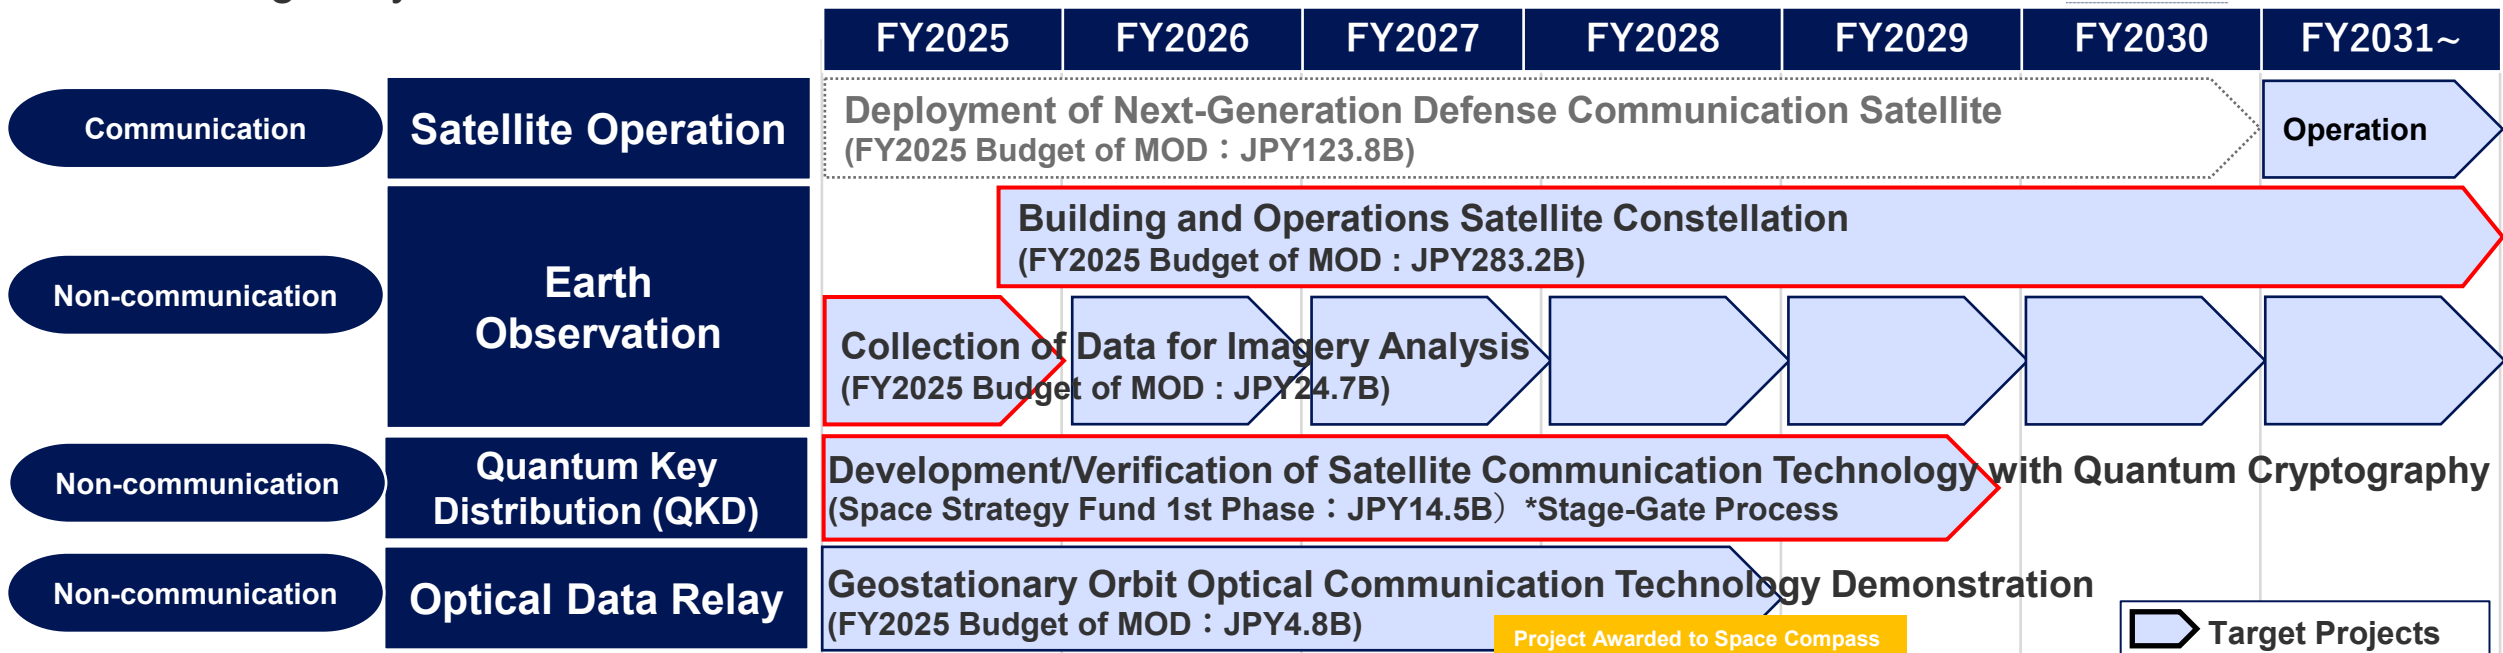 FY2025 FY2026 FY2027 FY2028 FY2029 FY2030 FY2031~
Communication
Satellite Operation
Deployment of Next-Generation Defense Communication Satellite
(FY2025 Budget of MOD：JPY123.8B)
Operation
Non-communication
Earth
Observation
Building and Operations Satellite Constellation
(FY2025 Budget of MOD : JPY283.2B)
Collection of Data for Imagery Analysis
(FY2025 Budget of MOD : JPY24.7B)
Non-communication
Quantum Key
Distribution (QKD)
Development/Verification of Satellite Communication Technology with Quantum Cryptography
(Space Strategy Fund 1st Phase：JPY14.5B） *Stage-Gate Process
Non-communication
Optical Data Relay
Geostationary Orbit Optical Communication Technology Demonstration
(FY2025 Budget of MOD：JPY4.8B)
Project Awarded to Space Compass
Target Projects